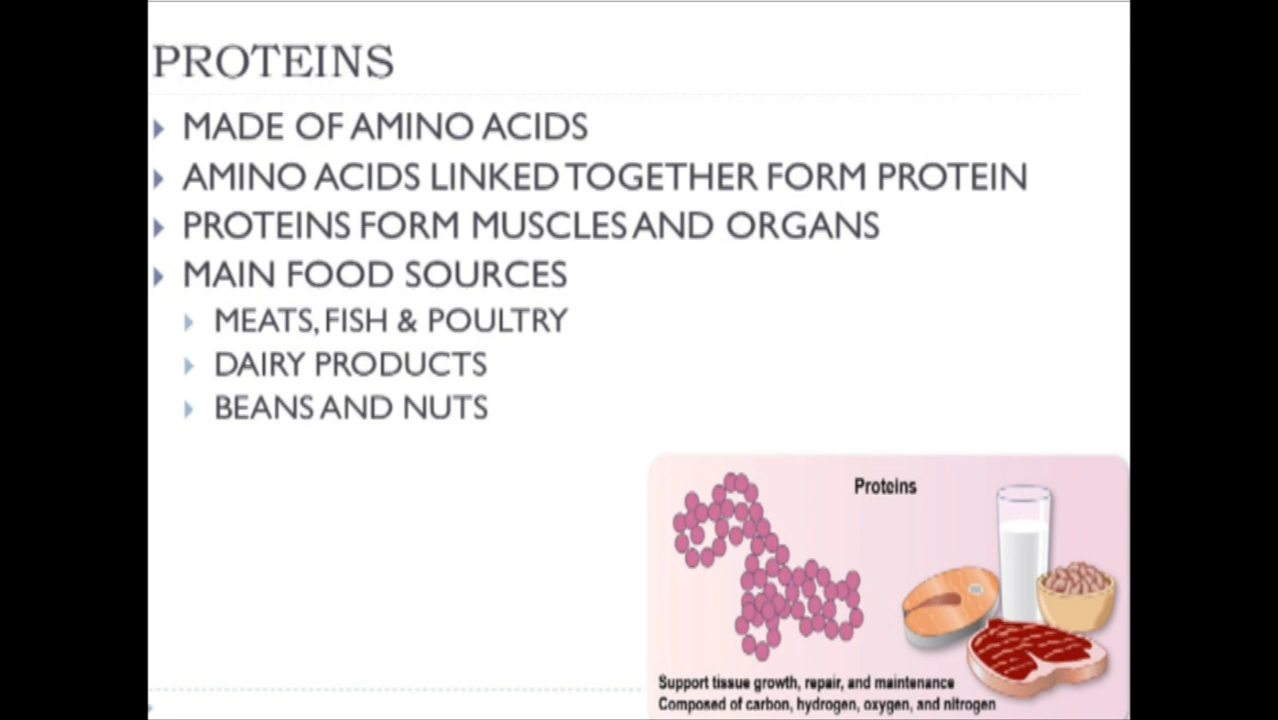 PROTEINS
MADE OF AMINO ACIDS
AMINO ACIDS LINKED TOGETHER FORM PROTEIN
PROTEINS FORM MUSCLES AND ORGANS
MAIN FOOD SOURCES
MEATS, FISH & POULTRY
DAIRY PRODUCTS
BEANS AND NUTS
Proteins
Support tissue growth, repair, and maintenance
Composed of carbon, hydrogen, oxygen, and nitrogen